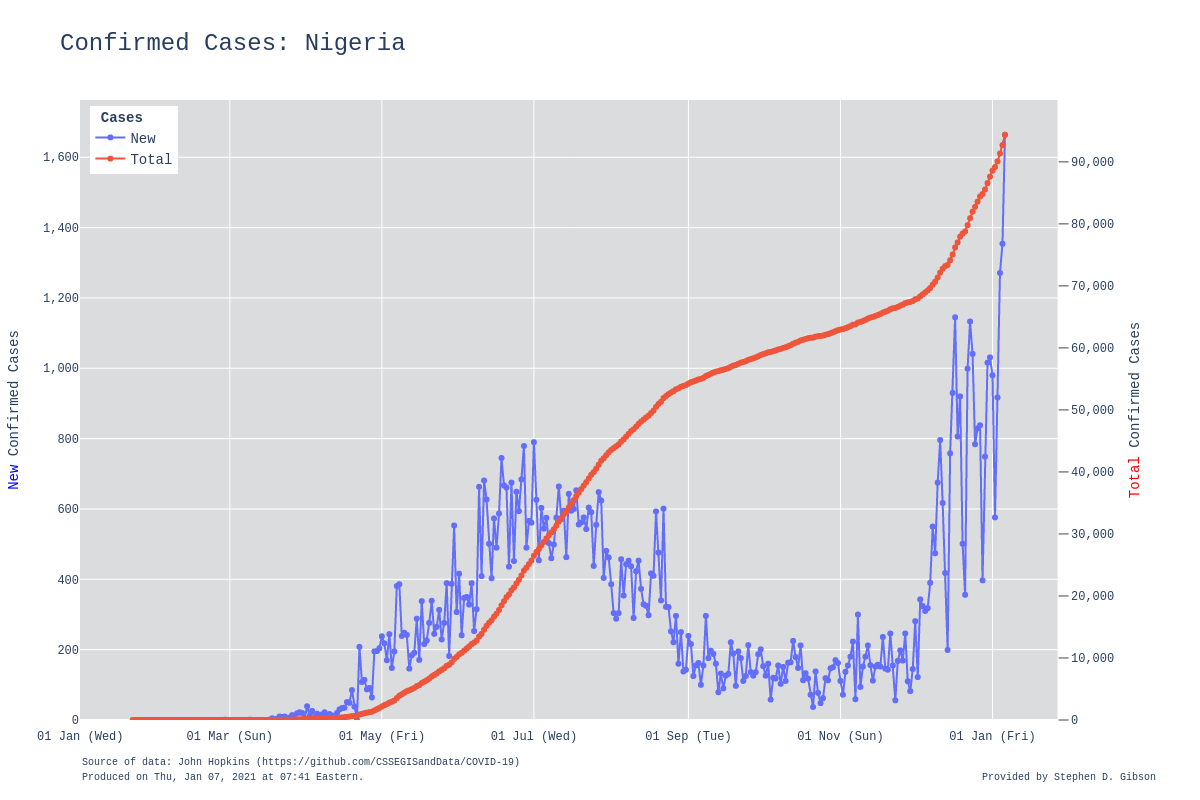 Confirmed Cases: Nigeria
Cases
New
Total
1,600
1,400
1,200
1,000
800
600
400
200
0
New Confirmed Cases
90,000
80,000
70,000
60,000
50,000
40,000
30,000
20,000
10,000
0
Total Confirmed Cases
01 Jan (Wed) 01 Mar (Sun) 01 May (Fri) 01 Jul (Wed) 01 Sep (Tue) 01 Nov (Sun) 01 Jan (Fri)
Source of data: John Hopkins (https://github.com/CSSEGISandData/COVID-19)
Produced on Thu, Jan 07, 2021 at 07:41 Eastern.
Provided by Stephen D. Gibson